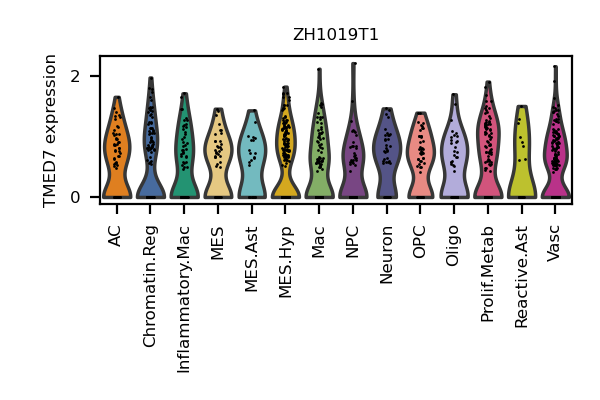 ZH1019T1
TMED7 expression
2
0
AC
Chromatin.Reg
Inflammatory.Mac
MES
MES.Ast
MES.Hyp
Mac
NPC
Neuron
OPC
Oligo
Prolif.Metab
Reactive.Ast
Vasc